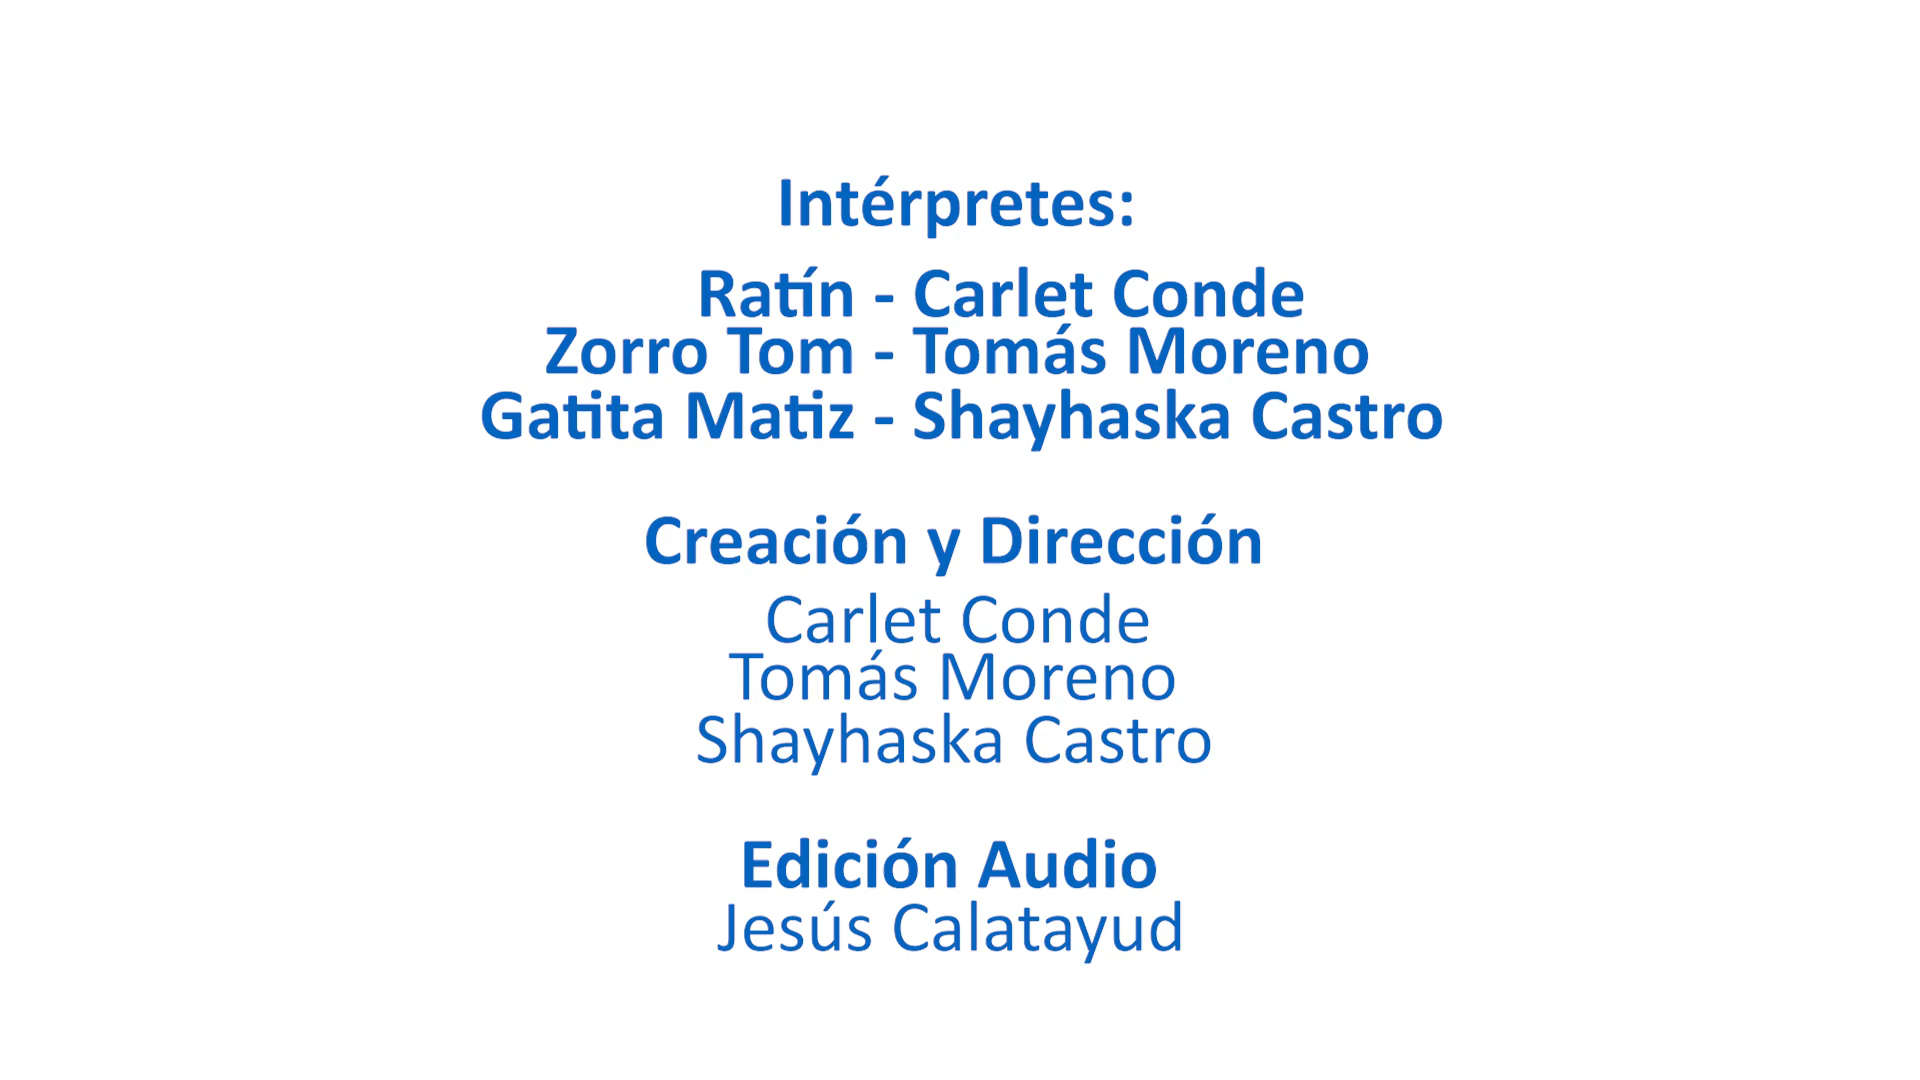 Intérpretes:
Ratín - Carlet Conde
Zorro Tom - Tomás Moreno
Gatita Matiz - Shayhaska Castro
Creación y Dirección
Carlet Conde
Tomás Moreno
Shayhaska Castro
Edición Audio
Jesús Calatayud